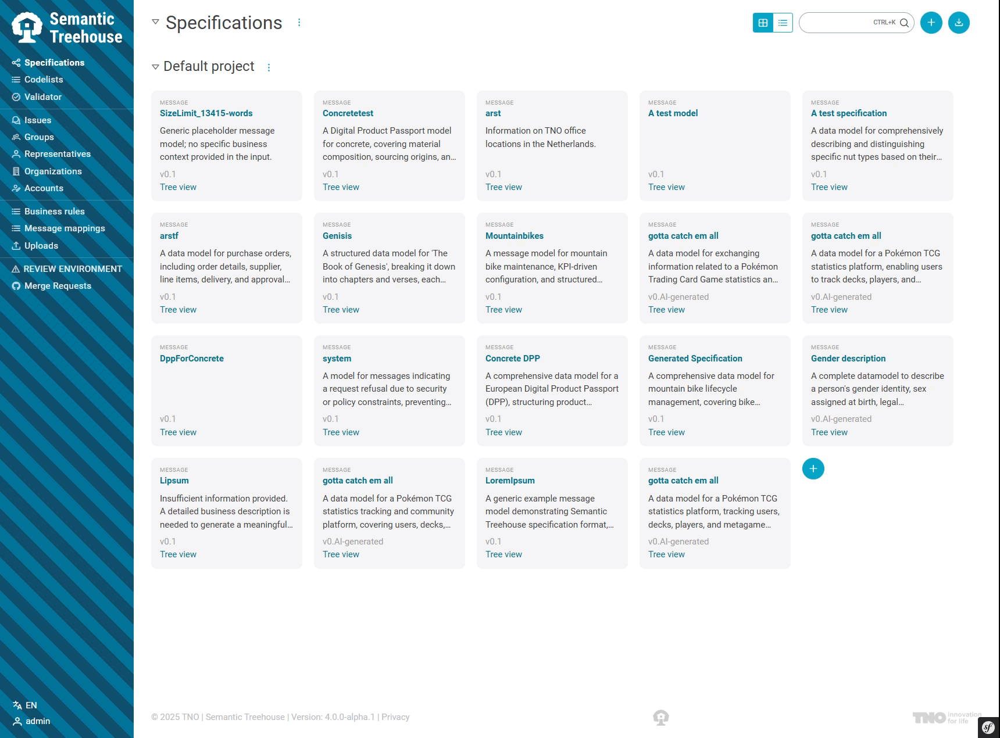 Semantic
Treehouse
Specifications
Codelists
Validator
Issues
Groups
Representatives
Organizations
Accounts
Business rules
Message mappings
Uploads
REVIEW ENVIRONMENT
Merge Requests
EN
admin
Specifications
CTRL+K
Default project
MESSAGE
SizeLimit_13415-words
Generic placeholder message
model; no specific business
context provided in the input.
v0.1
Tree view
MESSAGE
Concretetest
A Digital Product Passport model
for concrete, covering material
composition, sourcing origins, an...
v0.1
Tree view
MESSAGE
arst
Information on TNO office
locations in the Netherlands.
v0.1
Tree view
MESSAGE
A test model
v0.1
Tree view
MESSAGE
A test specification
A data model for comprehensively
describing and distinguishing
specific nut types based on their...
v0.1
Tree view
MESSAGE
arstf
A data model for purchase orders,
including order details, supplier,
line items, delivery, and approval...
v0.1
Tree view
MESSAGE
Genisis
A structured data model for 'The
Book of Genesis', breaking it down
into chapters and verses, each...
v0.1
Tree view
MESSAGE
Mountainbikes
A message model for mountain
bike maintenance, KPI-driven
configuration, and structured...
v0.1
Tree view
MESSAGE
gotta catch em all
A data model for exchanging
information related to a Pokémon
Trading Card Game statistics an...
v0.AI-generated
Tree view
MESSAGE
gotta catch em all
A data model for a Pokémon TCG
statistics platform, enabling users
to track decks, players, and...
v0.AI-generated
Tree view
MESSAGE
DppForConcrete
v0.1
Tree view
MESSAGE
system
A model for messages indicating
a request refusal due to security
or policy constraints, preventing...
v0.1
Tree view
MESSAGE
Concrete DPP
A comprehensive data model for a
European Digital Product Passport
(DPP), structuring product...
v0.1
Tree view
MESSAGE
Generated Specification
A comprehensive data model for
mountain bike lifecycle
management, covering bike...
v0.1
Tree view
MESSAGE
Gender description
A complete datamodel to describe
a person's gender identity, sex
assigned at birth, legal...
v0.AI-generated
Tree view
MESSAGE
Lipsum
Insufficient information provided.
A detailed business description is
needed to generate a meaningful...
v0.1
Tree view
MESSAGE
gotta catch em all
A data model for a Pokémon TCG
statistics tracking and community
platform, covering users, decks,...
v0.AI-generated
Tree view
MESSAGE
LoremIpsum
A generic example message
model demonstrating Semantic
Treehouse specification format,...
v0.1
Tree view
MESSAGE
gotta catch em all
A data model for a Pokémon TCG
statistics platform, tracking users,
decks, players, and metagame...
v0.AI-generated
Tree view
© 2025 TNO | Semantic Treehouse | Version: 4.0.0-alpha.1 | Privacy
TNO innovation
for life
sf